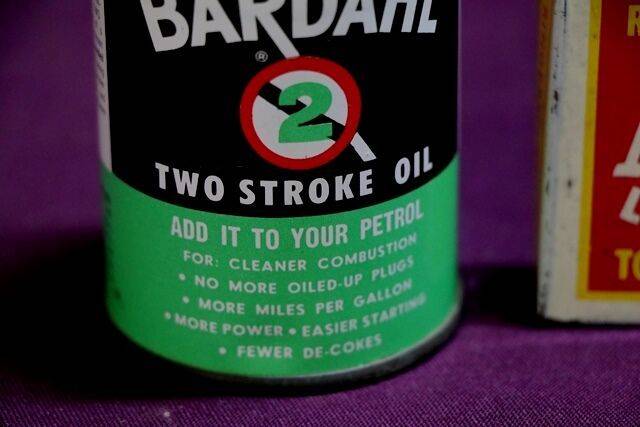 BARDAHL
®
2
TWO STROKE OIL
ADD IT TO YOUR PETROL
FOR: CLEANER COMBUSTION
• NO MORE OILED-UP PLUGS
• MORE MILES PER GALLON
• MORE POWER • EASIER STARTING
• FEWER DE-COKES
R
TO